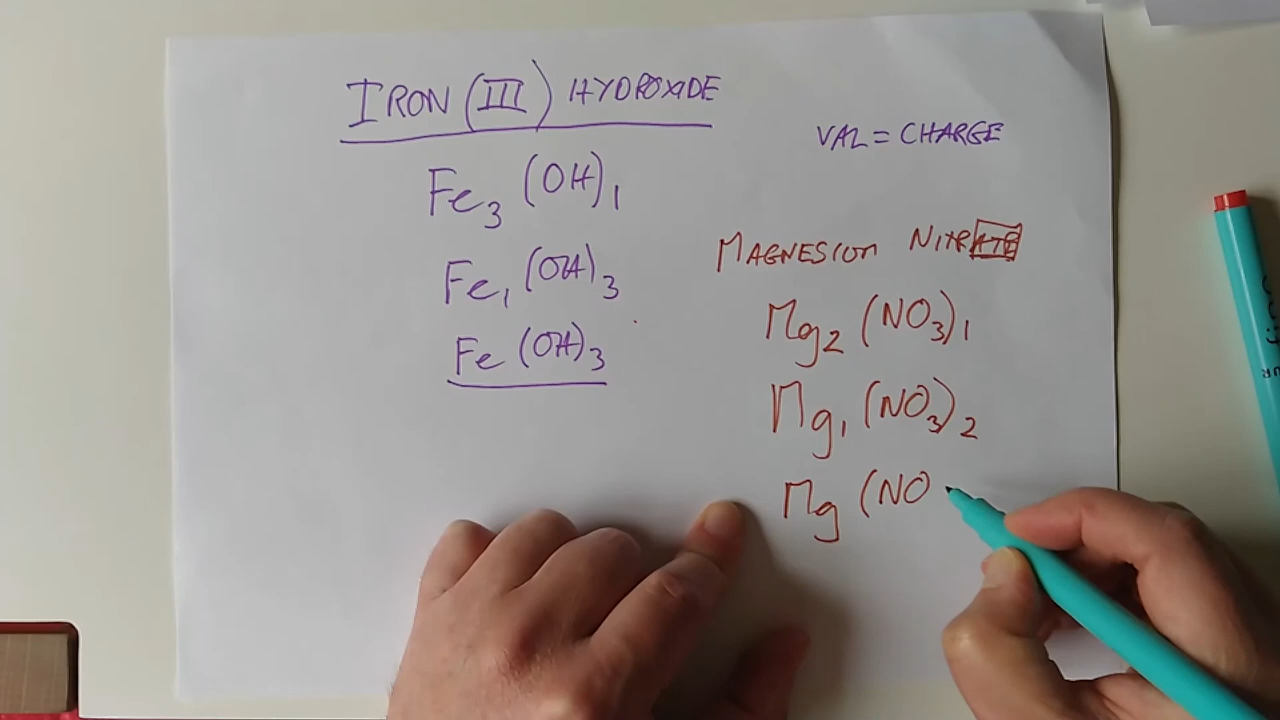 IRON (III) HYDROXIDE
Fe3 (OH)1
Fe1 (OH)3
Fe (OH)3
VAL = CHARGE
MAGNESIUM NITRATE
Mg2 (NO3)1
Mg1 (NO3)2
Mg (NO